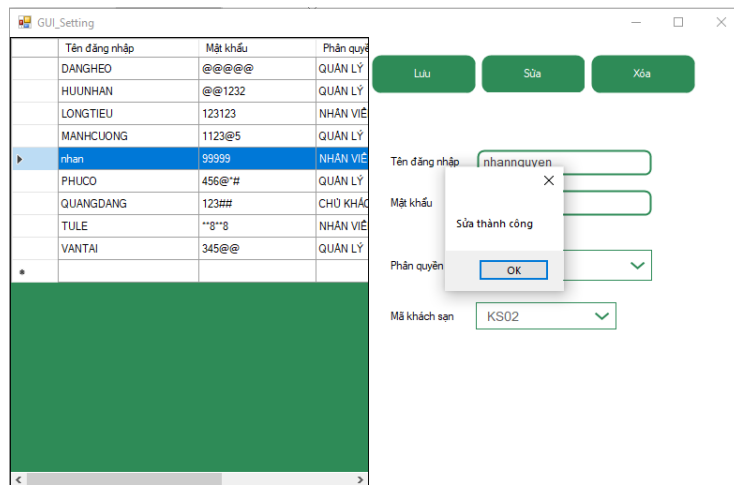 GUI_Setting
Tên đăng nhập Mật khẩu Phân quyề
DANGHEO @@@@@ QUẢN LÝ
HUUNHAN @@1232 QUẢN LÝ
LONGTIEU 123123 NHÂN VIÊ
MANHCUONG 1123@5 QUẢN LÝ
nhan 99999 NHÂN VIÊ
PHUCO 456@*# QUẢN LÝ
QUANGDANG 123## CHỦ KHÁC
TULE **8**8 NHÂN VIÊ
VANTAI 345@@ QUẢN LÝ
Lưu Sửa Xóa
Tên đăng nhập nhannguyen
Mật khẩu
Sửa thành công
Phân quyền
OK
Mã khách sạn KS02